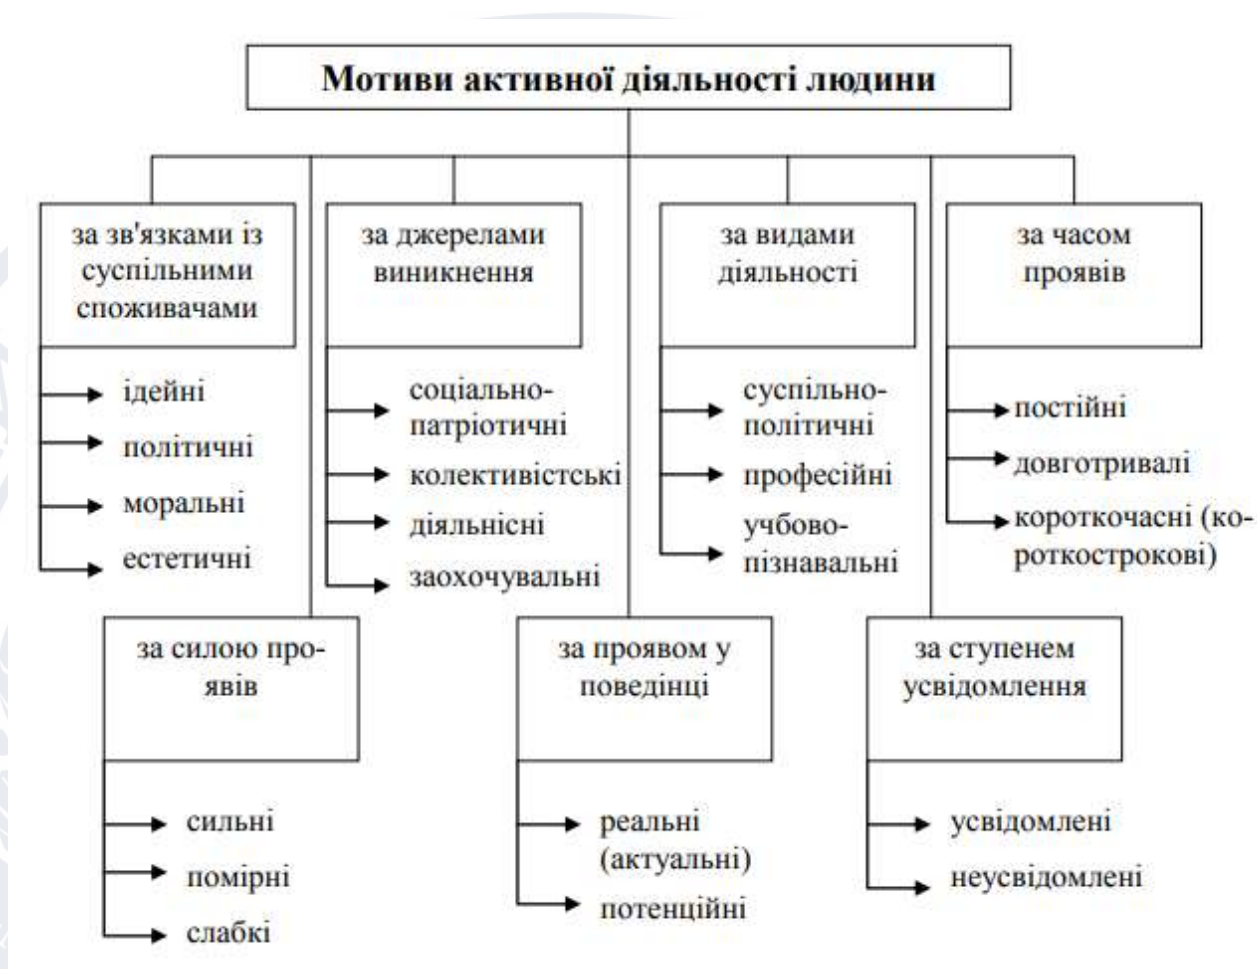 Мотиви активної діяльності людини
за зв'язками із
суспільними
споживачами
ідейні
політичні
моральні
естетичні
за джерелами
виникнення
соціально-
патріотичні
колективістські
діяльнісні
заохочувальні
за видами
діяльності
суспільно-
політичні
професійні
учбово-
пізнавальні
за часом
проявів
постійні
довготривалі
короткочасні (ко-
роткострокові)
за силою про-
явів
сильні
помірні
слабкі
за проявом у
поведінці
реальні
(актуальні)
потенційні
за ступенем
усвідомлення
усвідомлені
неусвідомлені